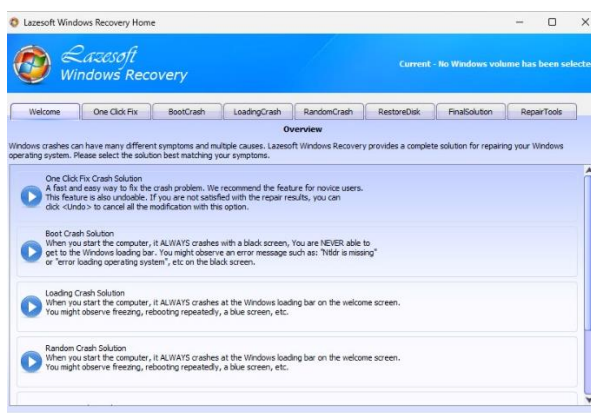 Lazesoft Windows Recovery Home
Lazesoft
Windows Recovery
Current - No Windows volume has been selecte
Welcome
One Click Fix
BootCrash
LoadingCrash
RandomCrash
RestoreDisk
FinalSolution
RepairTools
Overview
Windows crashes can have many different symptoms and multiple causes. Lazesoft Windows Recovery provides a complete solution for repairing your Windows
operating system. Please select the solution best matching your symptoms.
One Click Fix Crash Solution
A fast and easy way to fix the crash problem. We recommend the feature for novice users.
This feature is also undoable. If you are not satisfied with the repair results, you can
click <Undo> to cancel all the modification with this option.
Boot Crash Solution
When you start the computer, it ALWAYS crashes with a black screen, You are NEVER able to
get to the Windows loading bar. You might observe an error message such as: "Ntldr is missing"
or "error loading operating system", etc on the black screen.
Loading Crash Solution
When you start the computer, it ALWAYS crashes at the Windows loading bar on the welcome screen.
You might observe freezing, rebooting repeatedly, a blue screen, etc.
Random Crash Solution
When you start the computer, it ALWAYS crashes at the Windows loading bar on the welcome screen.
You might observe freezing, rebooting repeatedly, a blue screen, etc.